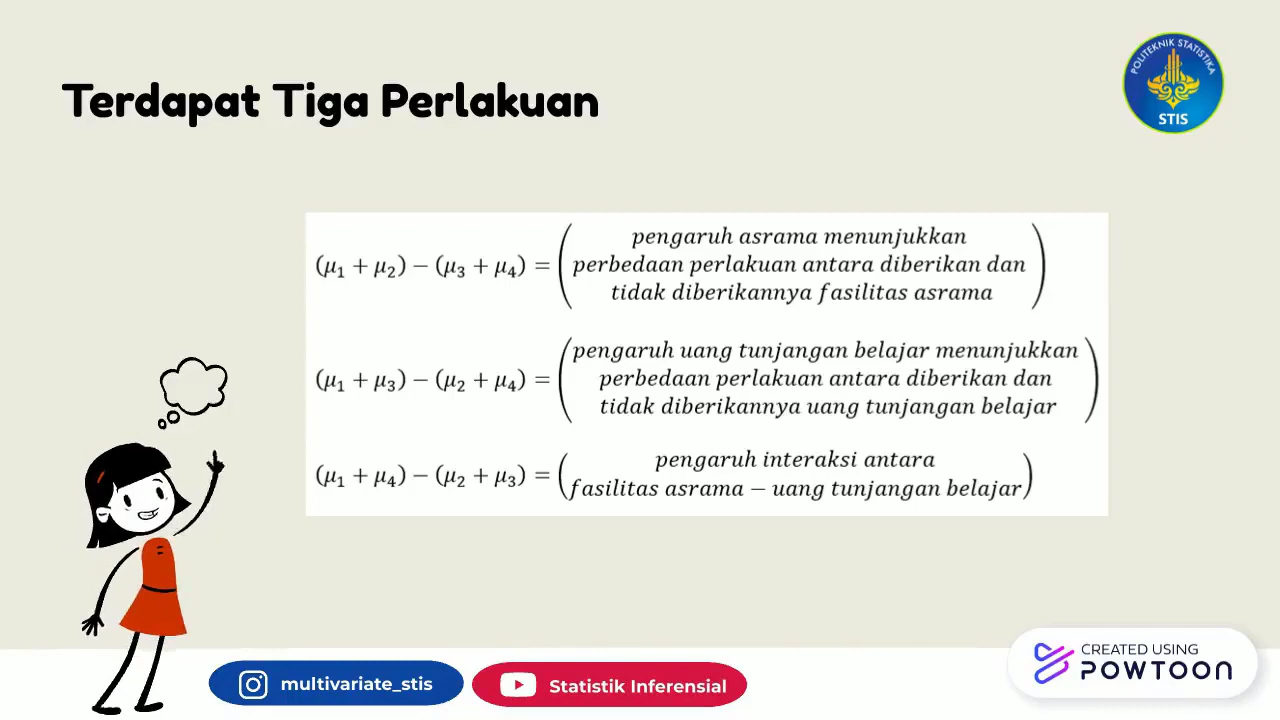 Terdapat Tiga Perlakuan
POLITEKNIK STATISTIKA
STIS
(μ₁ + μ₂) − (μ₃ + μ₄) = ( pengaruh asrama menunjukkan
perbedaan perlakuan antara diberikan dan
tidak diberikannya fasilitas asrama )
(μ₁ + μ₃) − (μ₂ + μ₄) = ( pengaruh uang tunjangan belajar menunjukkan
perbedaan perlakuan antara diberikan dan
tidak diberikannya uang tunjangan belajar )
(μ₁ + μ₄) − (μ₂ + μ₃) = ( pengaruh interaksi antara
fasilitas asrama − uang tunjangan belajar )
multivariate_stis
Statistik Inferensial
CREATED USING
POWTOON